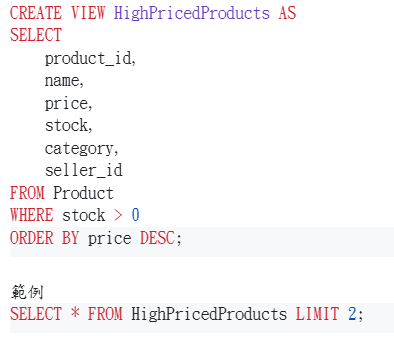 CREATE VIEW HighPricedProducts AS
SELECT
product_id,
name,
price,
stock,
category,
seller_id
FROM Product
WHERE stock > 0
ORDER BY price DESC;
範例
SELECT * FROM HighPricedProducts LIMIT 2;